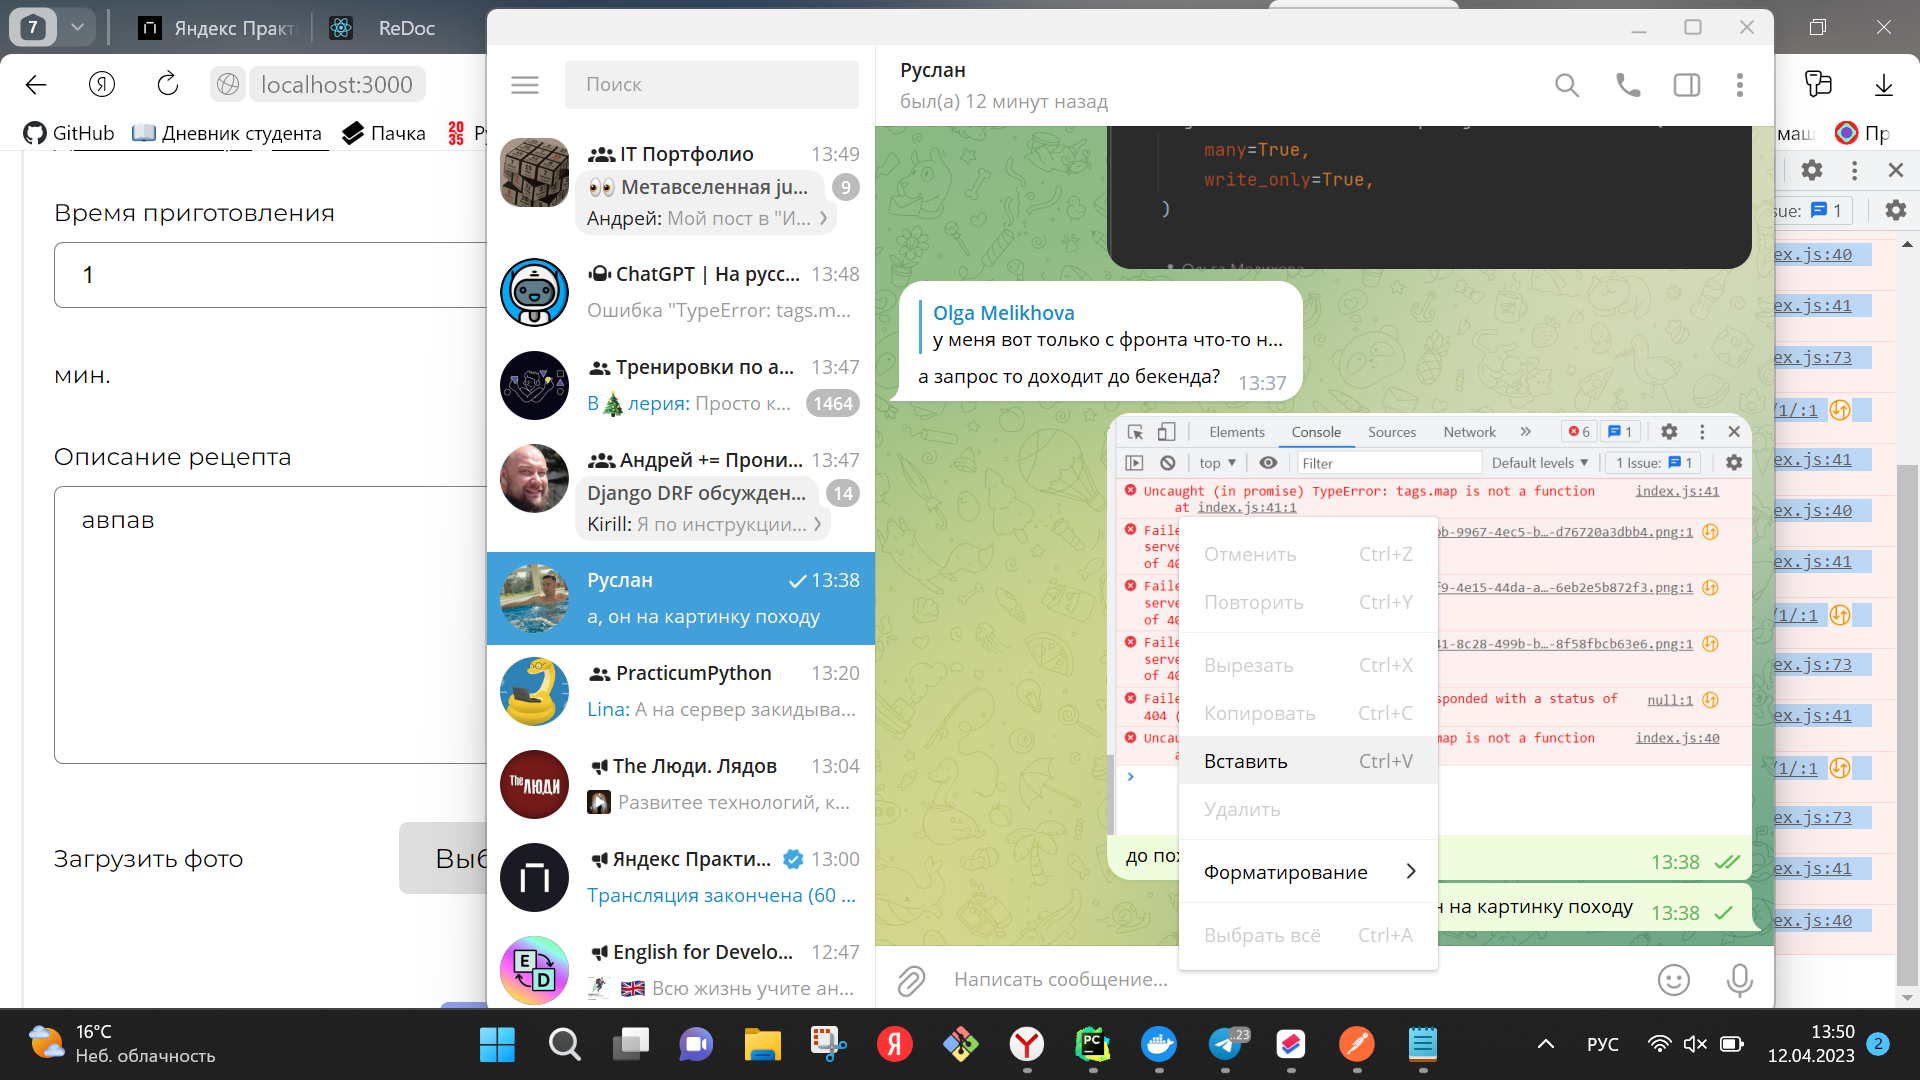 7
Яндекс Практ
ReDoc
localhost:3000
GitHub
Дневник студента
Пачка
20
35
Время приготовления
1
мин.
Описание рецепта
авпав
Загрузить фото
Поиск
IT Портфолио 13:49
Метавселенная ju... 9
Андрей: Мой пост в "И...
ChatGPT | На русс... 13:48
Ошибка "TypeError: tags.m...
Тренировки по а... 13:47
В🎄лерия: Просто к... 1464
Андрей += Прони... 13:47
Django DRF обсужден... 14
Kirill: Я по инструкции...
Руслан 13:38
а, он на картинку походу
PracticumPython 13:20
Lina: А на сервер закидыва...
The Люди. Лядов 13:04
Развитее технологий, к...
The люди
Яндекс Практи... 13:00
Трансляция закончена (60 ...
English for Develo... 12:47
Всю жизнь учите ан...
E
D
Руслан
был(а) 12 минут назад
many=True,
write_only=True,
)
Olga Melikhova
у меня вот только с фронта что-то н...
а запрос то доходит до бекенда? 13:37
Elements Console Sources Network 6 1
top Filter Default levels 1 Issue: 1
Uncaught (in promise) TypeError: tags.map is not a function index.js:41
at index.js:41:1
b-9967-4ec5-b…-d76720a3dbb4.png:1
serve
of 40
f9-4e15-44da-a…-6eb2e5b872f3.png:1
serve
of 40
41-8c28-499b-b…-8f58fbcb63e6.png:1
serve
of 40
sponded with a status of null:1
404 (
map is not a function index.js:40
Отменить Ctrl+Z
Повторить Ctrl+Y
Вырезать Ctrl+X
Копировать Ctrl+C
Вставить Ctrl+V
Удалить
Форматирование
Выбрать всё Ctrl+A
13:38
н на картинку походу 13:38
Написать сообщение...
маш
Пр
sue: 1
ex.js:40
ex.js:41
ex.js:73
/1/:1
ex.js:41
ex.js:40
ex.js:41
/1/:1
ex.js:73
ex.js:41
/1/:1
ex.js:73
ex.js:41
ex.js:40
16°C
Неб. облачность
PC
..23
РУС
13:50
12.04.2023
2